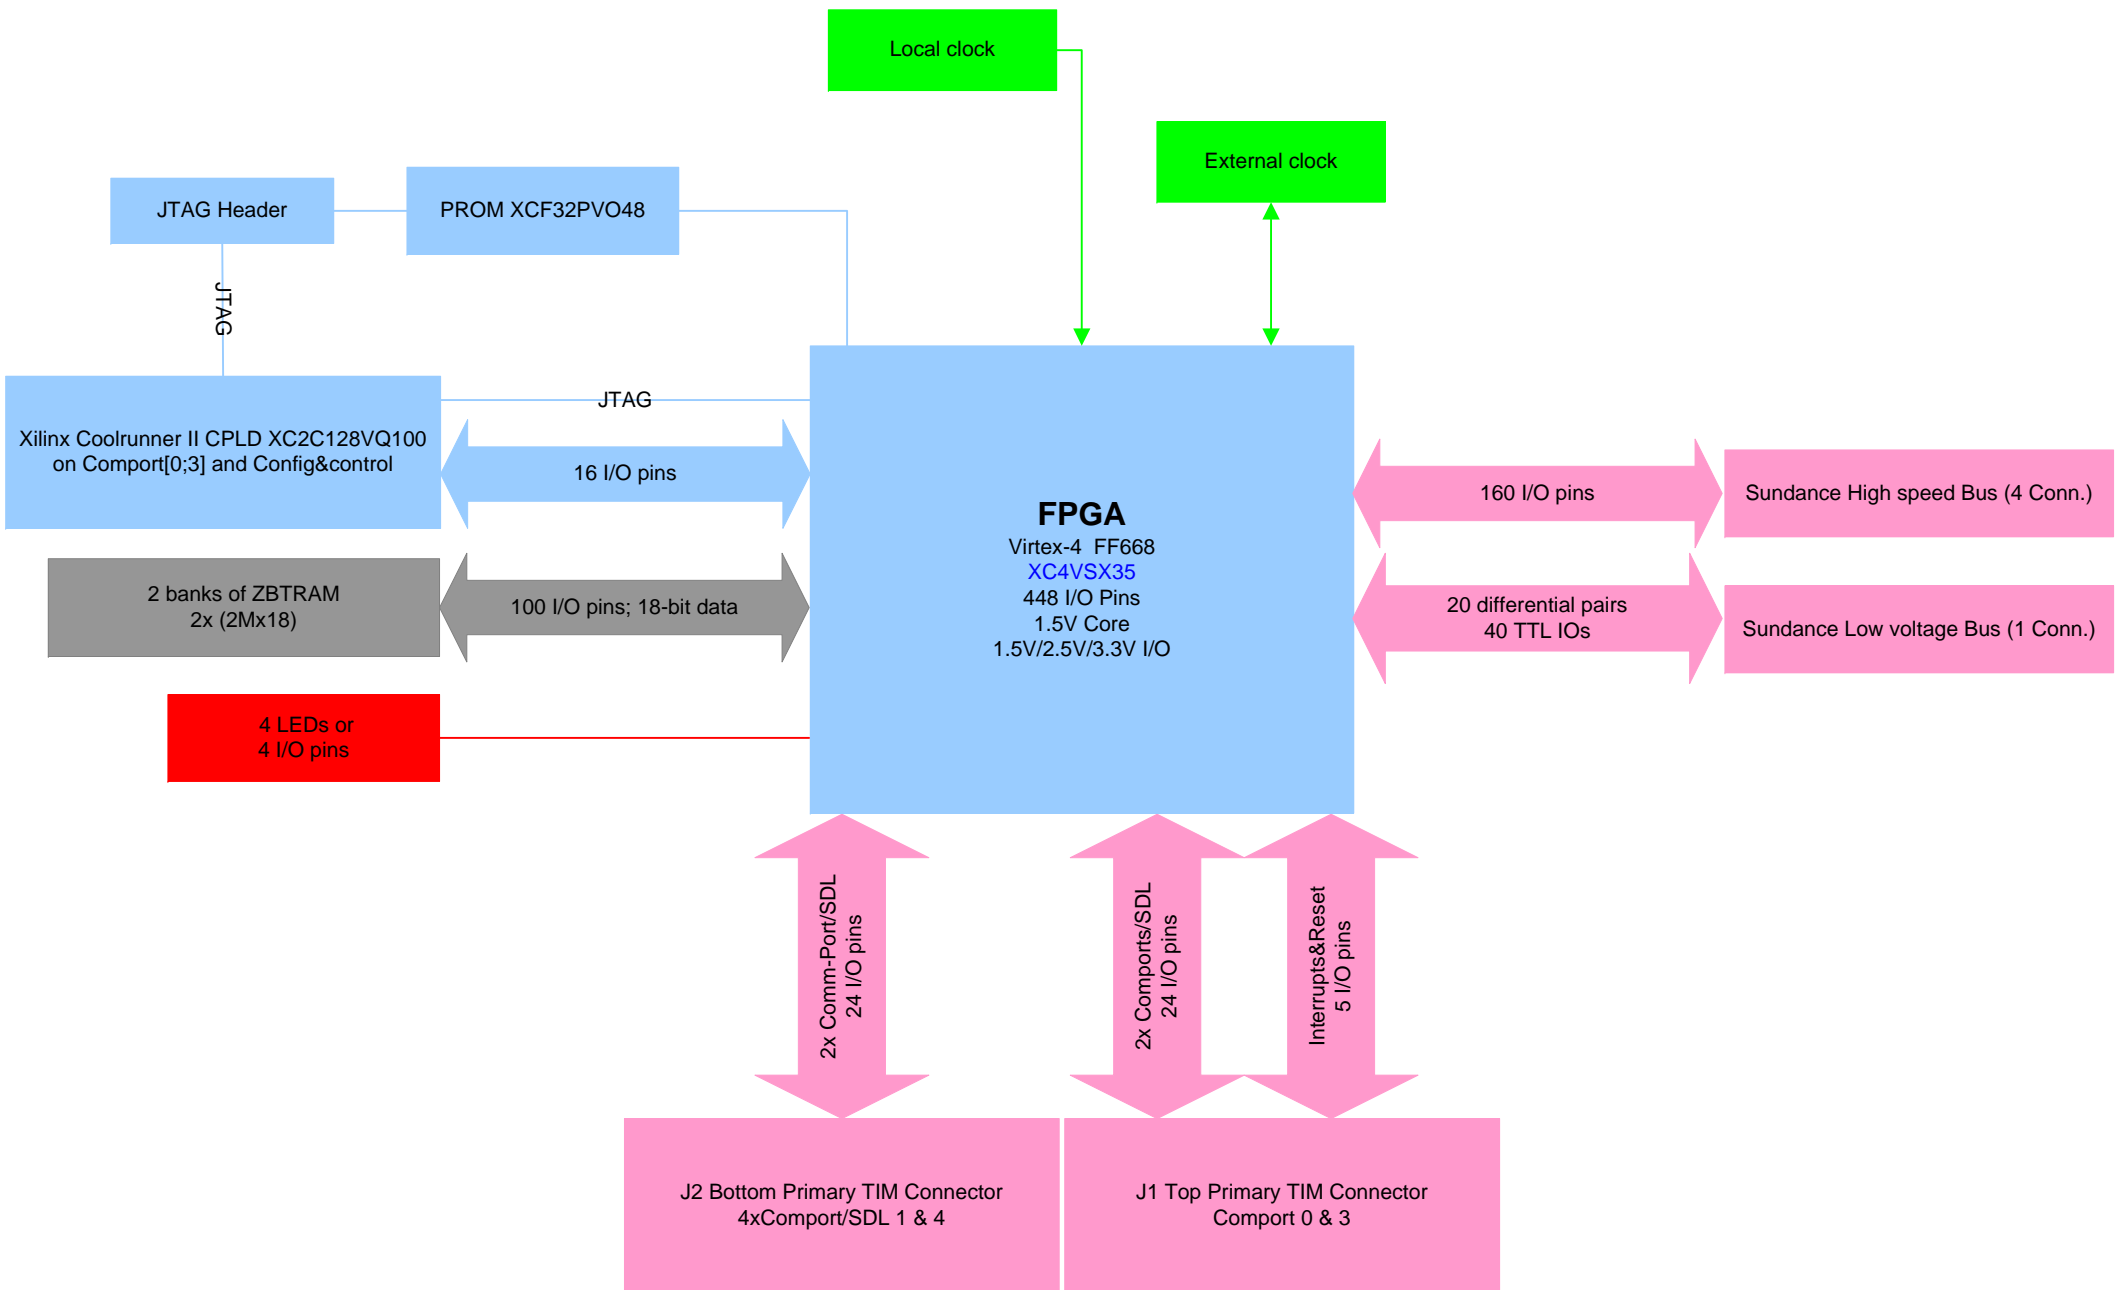 Local clock
External clock
JTAG Header
PROM XCF32PVO48
JTAG
JTAG
Xilinx Coolrunner II CPLD XC2C128VQ100
on Comport[0;3] and Config&control
16 I/O pins
2 banks of ZBTRAM
2x (2Mx18)
100 I/O pins; 18-bit data
4 LEDs or
4 I/O pins
FPGA
Virtex-4  FF668
XC4VSX35
448 I/O Pins
1.5V Core
1.5V/2.5V/3.3V I/O
160 I/O pins
Sundance High speed Bus (4 Conn.)
20 differential pairs
40 TTL IOs
Sundance Low voltage Bus (1 Conn.)
2x Comm-Port/SDL
24 I/O pins
2x Comports/SDL
24 I/O pins
Interrupts&Reset
5 I/O pins
J2 Bottom Primary TIM Connector
4xComport/SDL 1 & 4
J1 Top Primary TIM Connector
Comport 0 & 3